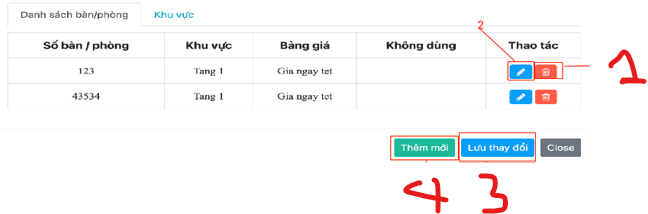 Danh sách bàn/phòng Khu vực
2
Số bàn / phòng Khu vực Bảng giá Không dùng Thao tác
123 Tang 1 Gia ngay tet
1
43534 Tang 1 Gia ngay tet
Thêm mới Lưu thay đổi Close
4 3